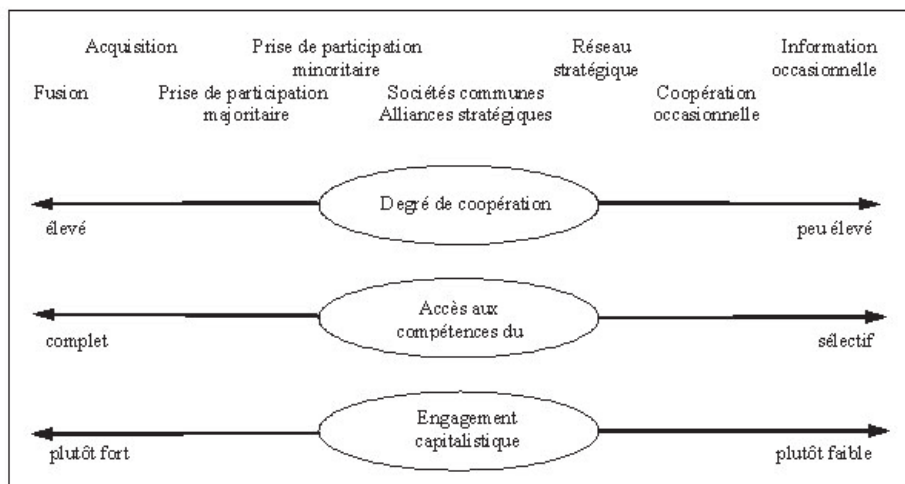 Acquisition
Prise de participation
minoritaire
Réseau
stratégique
Information
occasionnelle
Fusion
Prise de participation
majoritaire
Sociétés communes
Alliances stratégiques
Coopération
occasionnelle
Degré de coopération
élevé
peu élevé
Accès aux
compétences du
complet
sélectif
Engagement
capitalistique
plutôt fort
plutôt faible